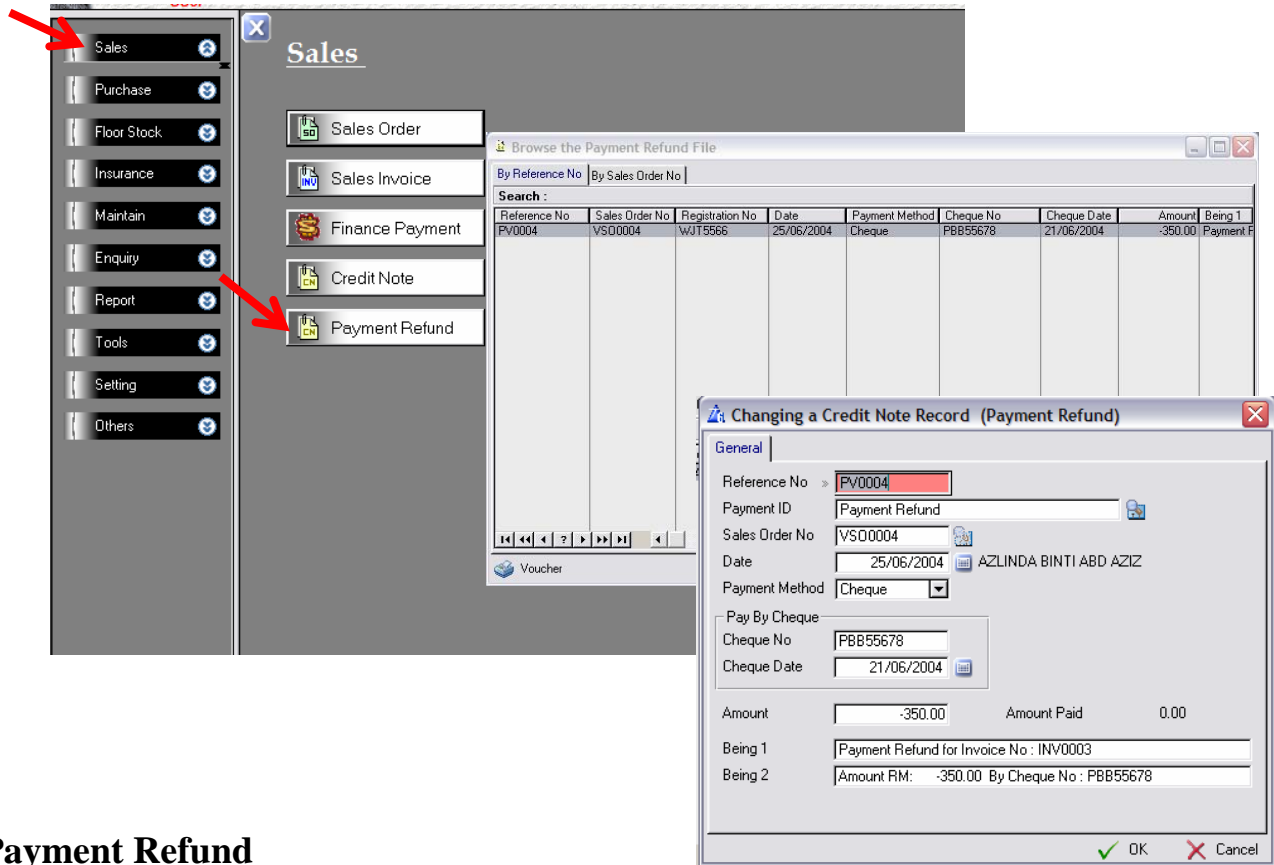 Sales
Purchase
Floor Stock
Insurance
Maintain
Enquiry
Report
Tools
Setting
Others
Sales
SO Sales Order
INV Sales Invoice
Finance Payment
CN Credit Note
CN Payment Refund
Browse the Payment Refund File
By Reference No By Sales Order No
Search :
Reference No Sales Order No Registration No Date Payment Method Cheque No Cheque Date Amount Being 1
PV0004 VSO0004 WJT5566 25/06/2004 Cheque PBB55678 21/06/2004 -350.00 Payment F
Voucher
Changing a Credit Note Record (Payment Refund)
General
Reference No » PV0004
Payment ID Payment Refund
Sales Order No VSO0004
Date 25/06/2004 AZLINDA BINTI ABD AZIZ
Payment Method Cheque
Pay By Cheque
Cheque No PBB55678
Cheque Date 21/06/2004
Amount -350.00 Amount Paid 0.00
Being 1 Payment Refund for Invoice No : INV0003
Being 2 Amount RM: -350.00 By Cheque No : PBB55678
OK Cancel
Payment Refund